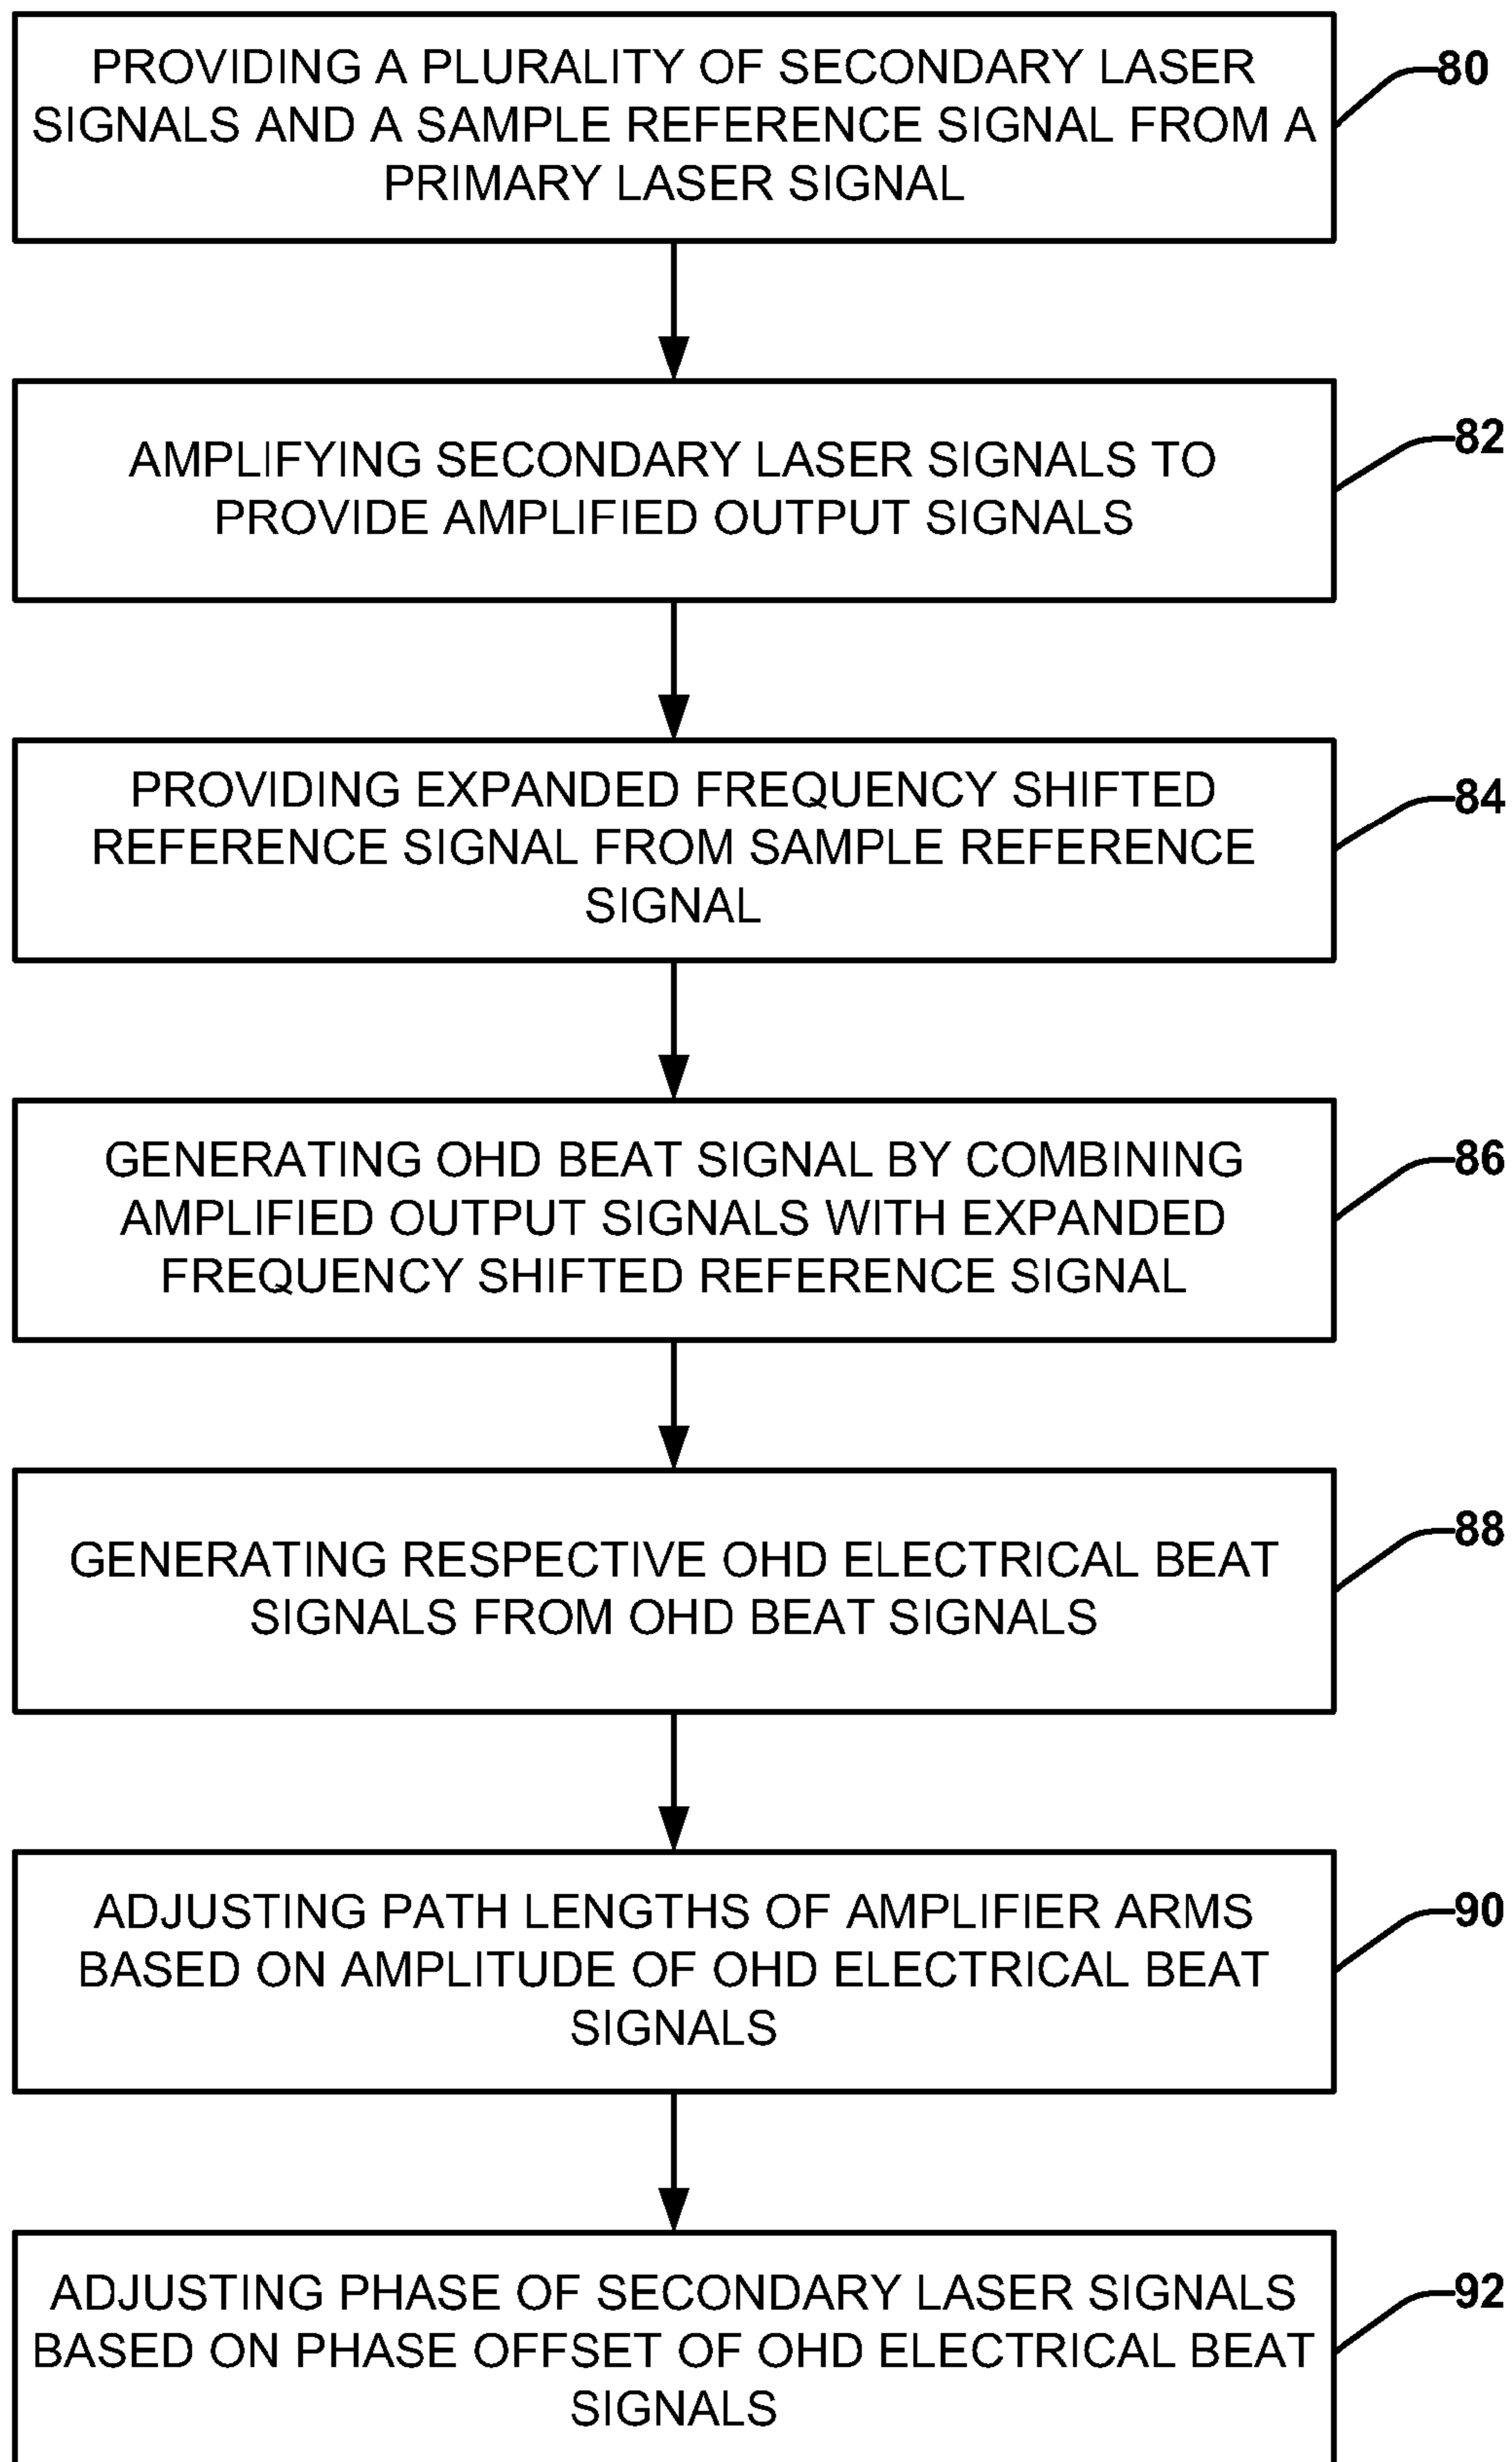 PROVIDING A PLURALITY OF SECONDARY LASER
SIGNALS AND A SAMPLE REFERENCE SIGNAL FROM A
PRIMARY LASER SIGNAL
80
AMPLIFYING SECONDARY LASER SIGNALS TO
PROVIDE AMPLIFIED OUTPUT SIGNALS
82
PROVIDING EXPANDED FREQUENCY SHIFTED
REFERENCE SIGNAL FROM SAMPLE REFERENCE
SIGNAL
84
GENERATING OHD BEAT SIGNAL BY COMBINING
AMPLIFIED OUTPUT SIGNALS WITH EXPANDED
FREQUENCY SHIFTED REFERENCE SIGNAL
86
GENERATING RESPECTIVE OHD ELECTRICAL BEAT
SIGNALS FROM OHD BEAT SIGNALS
88
ADJUSTING PATH LENGTHS OF AMPLIFIER ARMS
BASED ON AMPLITUDE OF OHD ELECTRICAL BEAT
SIGNALS
90
ADJUSTING PHASE OF SECONDARY LASER SIGNALS
BASED ON PHASE OFFSET OF OHD ELECTRICAL BEAT
SIGNALS
92